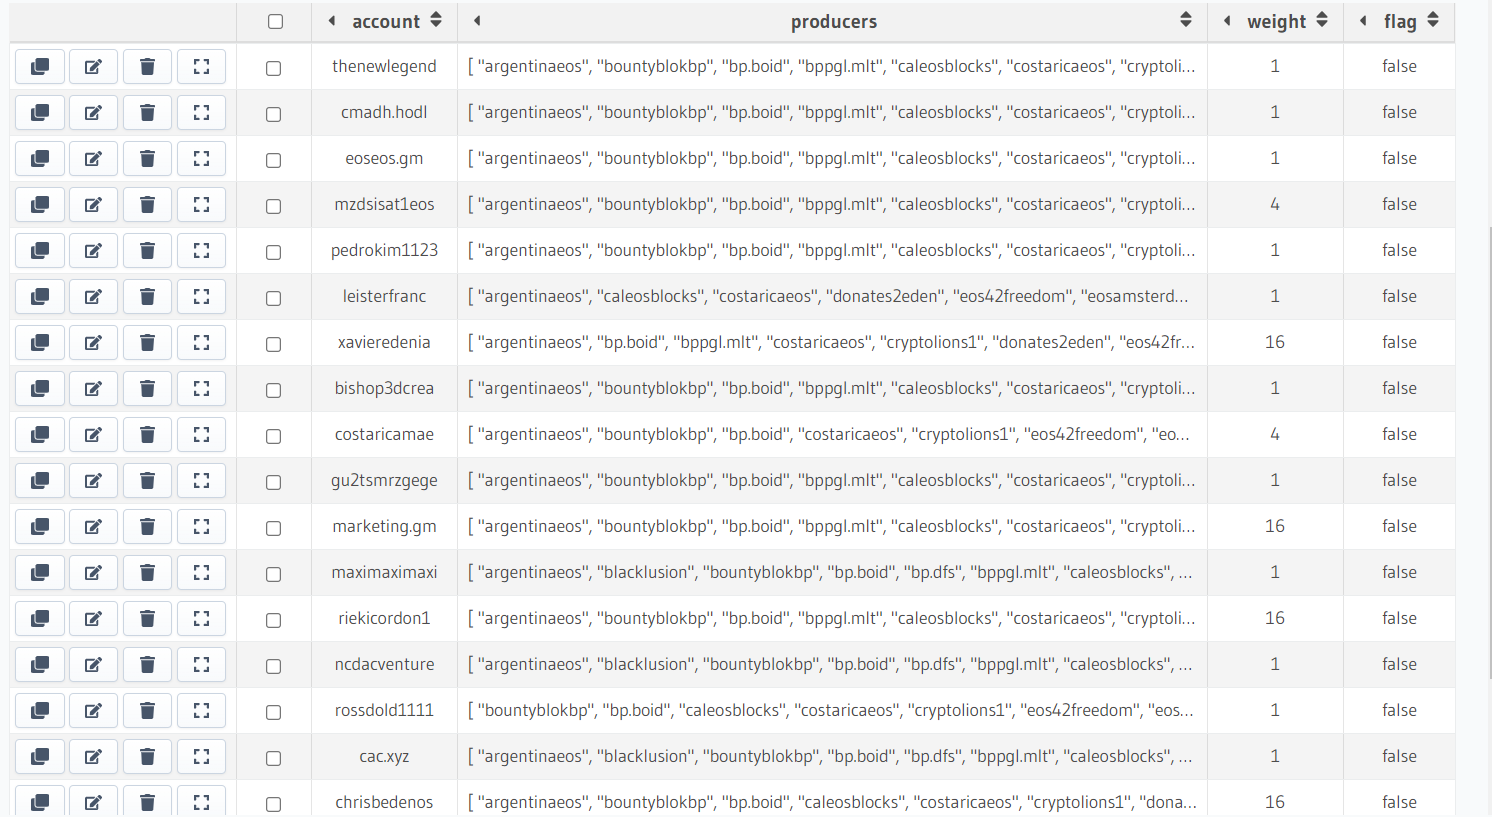 account producers weight flag
thenewlegend [ "argentinaeos", "bountyblokbp", "bp.boid", "bppgl.mlt", "caleosblocks", "costaricaeos", "cryptoli... 1 false
cmadh.hodl [ "argentinaeos", "bountyblokbp", "bp.boid", "bppgl.mlt", "caleosblocks", "costaricaeos", "cryptoli... 1 false
eoseos.gm [ "argentinaeos", "bountyblokbp", "bp.boid", "bppgl.mlt", "caleosblocks", "costaricaeos", "cryptoli... 1 false
mzdsisat1eos [ "argentinaeos", "bountyblokbp", "bp.boid", "bppgl.mlt", "caleosblocks", "costaricaeos", "cryptoli... 4 false
pedrokim1123 [ "argentinaeos", "bountyblokbp", "bp.boid", "bppgl.mlt", "caleosblocks", "costaricaeos", "cryptoli... 1 false
leisterfranc [ "argentinaeos", "caleosblocks", "costaricaeos", "donates2eden", "eos42freedom", "eosamsterd... 1 false
xavieredenia [ "argentinaeos", "bp.boid", "bppgl.mlt", "costaricaeos", "cryptolions1", "donates2eden", "eos42fr... 16 false
bishop3dcrea [ "argentinaeos", "bountyblokbp", "bp.boid", "bppgl.mlt", "caleosblocks", "costaricaeos", "cryptoli... 1 false
costaricamae [ "argentinaeos", "bountyblokbp", "bp.boid", "costaricaeos", "cryptolions1", "eos42freedom", "eo... 4 false
gu2tsmrzgege [ "argentinaeos", "bountyblokbp", "bp.boid", "bppgl.mlt", "caleosblocks", "costaricaeos", "cryptoli... 1 false
marketing.gm [ "argentinaeos", "bountyblokbp", "bp.boid", "bppgl.mlt", "caleosblocks", "costaricaeos", "cryptoli... 16 false
maximaximaxi [ "argentinaeos", "blacklusion", "bountyblokbp", "bp.boid", "bp.dfs", "bppgl.mlt", "caleosblocks", ... 1 false
riekicordon1 [ "argentinaeos", "bountyblokbp", "bp.boid", "bppgl.mlt", "caleosblocks", "costaricaeos", "cryptoli... 16 false
ncdacventure [ "argentinaeos", "blacklusion", "bountyblokbp", "bp.boid", "bp.dfs", "bppgl.mlt", "caleosblocks", ... 1 false
rossdold1111 [ "bountyblokbp", "bp.boid", "caleosblocks", "costaricaeos", "cryptolions1", "eos42freedom", "eos... 1 false
cac.xyz [ "argentinaeos", "blacklusion", "bountyblokbp", "bp.boid", "bp.dfs", "bppgl.mlt", "caleosblocks", ... 1 false
chrisbedenos [ "argentinaeos", "bountyblokbp", "bp.boid", "caleosblocks", "costaricaeos", "cryptolions1", "dona... 16 false